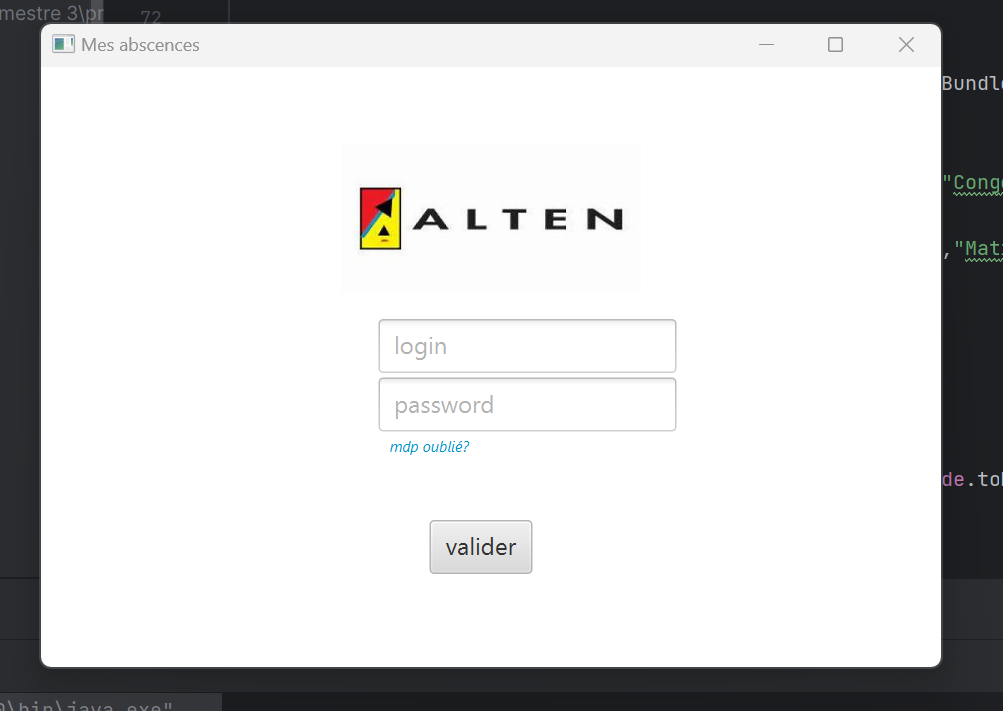 mestre 3\pr
72
Mes abscences
Bundle
"Cong
,"Mat
ALTEN
login
password
mdp oublié?
de.to
valider
\bin\java.exe"